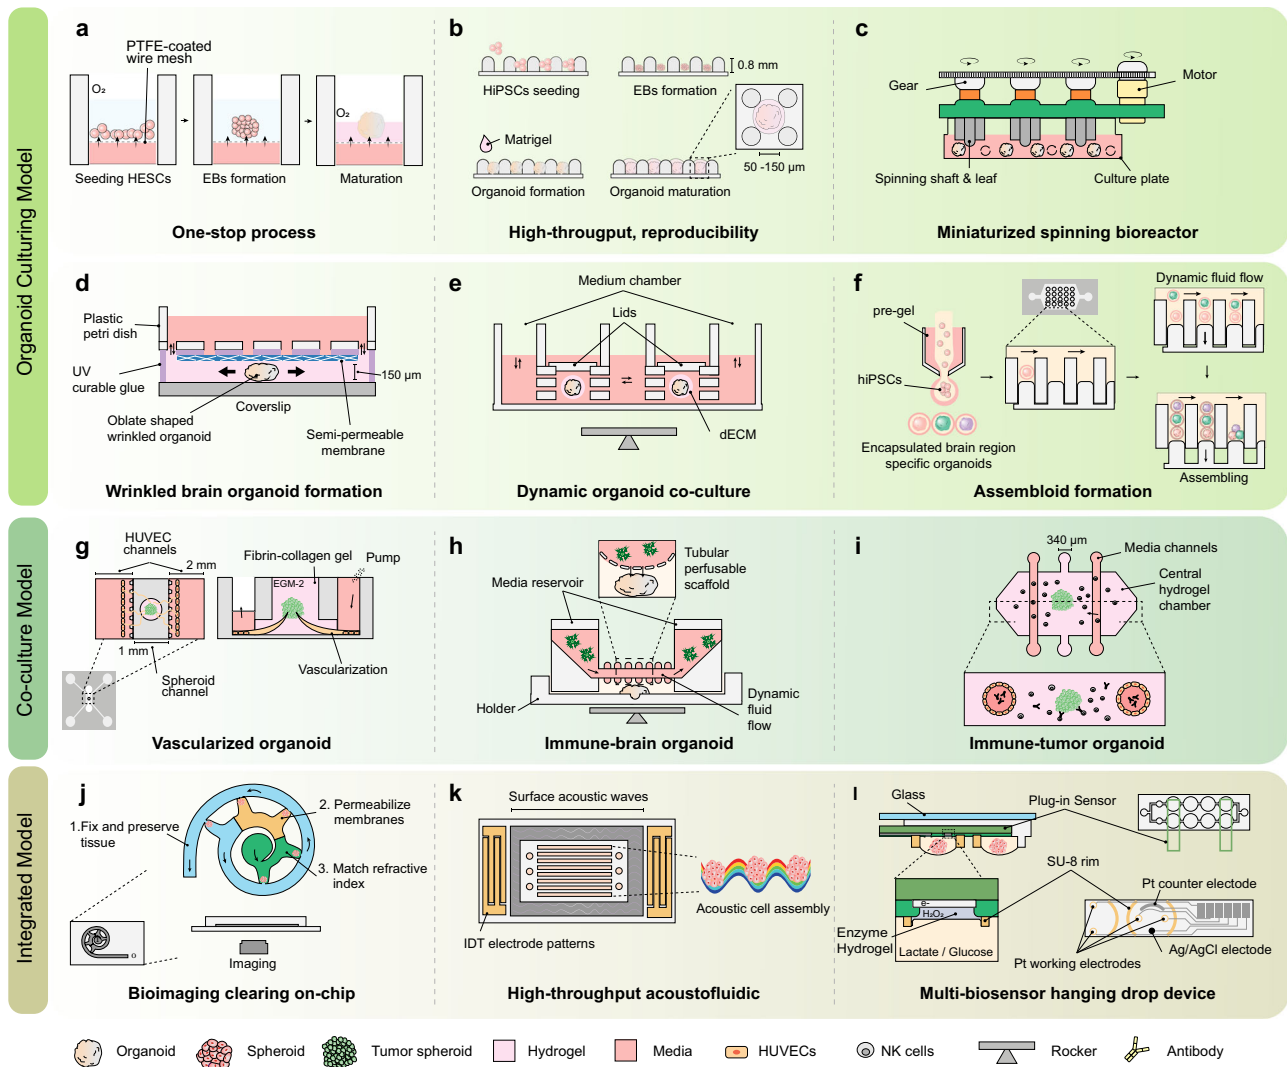 Organoid Culturing Model
a
PTFE-coated
wire mesh
O₂
O₂
Seeding HESCs
EBs formation
Maturation
One-stop process
b
HiPSCs seeding
EBs formation
0.8 mm
Matrigel
50 -150 µm
Organoid formation
Organoid maturation
High-througput, reproducibility
c
Gear
Motor
Spinning shaft & leaf
Culture plate
Miniaturized spinning bioreactor
d
Plastic
petri dish
UV
curable glue
150 µm
Coverslip
Oblate shaped
wrinkled organoid
Semi-permeable
membrane
Wrinkled brain organoid formation
e
Medium chamber
Lids
dECM
Dynamic organoid co-culture
f
pre-gel
hiPSCs
Encapsulated brain region
specific organoids
Dynamic fluid flow
Assembling
Assembloid formation
Co-culture Model
g
HUVEC
channels
2 mm
1 mm
Spheroid
channel
Fibrin-collagen gel
Pump
EGM-2
Vascularization
Vascularized organoid
h
Media reservoir
Tubular
perfusable
scaffold
Holder
Dynamic
fluid
flow
Immune-brain organoid
i
340 µm
Media channels
Central
hydrogel
chamber
Immune-tumor organoid
Integrated Model
j
1.Fix and preserve
tissue
2. Permeabilize
membranes
3. Match refractive
index
Imaging
Bioimaging clearing on-chip
k
Surface acoustic waves
IDT electrode patterns
Acoustic cell assembly
High-throughput acoustofluidic
l
Glass
Plug-in Sensor
SU-8 rim
e-
H₂O₂
Enzyme
Hydrogel
Lactate / Glucose
Pt counter electode
Pt working electrodes
Ag/AgCl electode
Multi-biosensor hanging drop device
Organoid
Spheroid
Tumor spheroid
Hydrogel
Media
HUVECs
NK cells
Rocker
Antibody